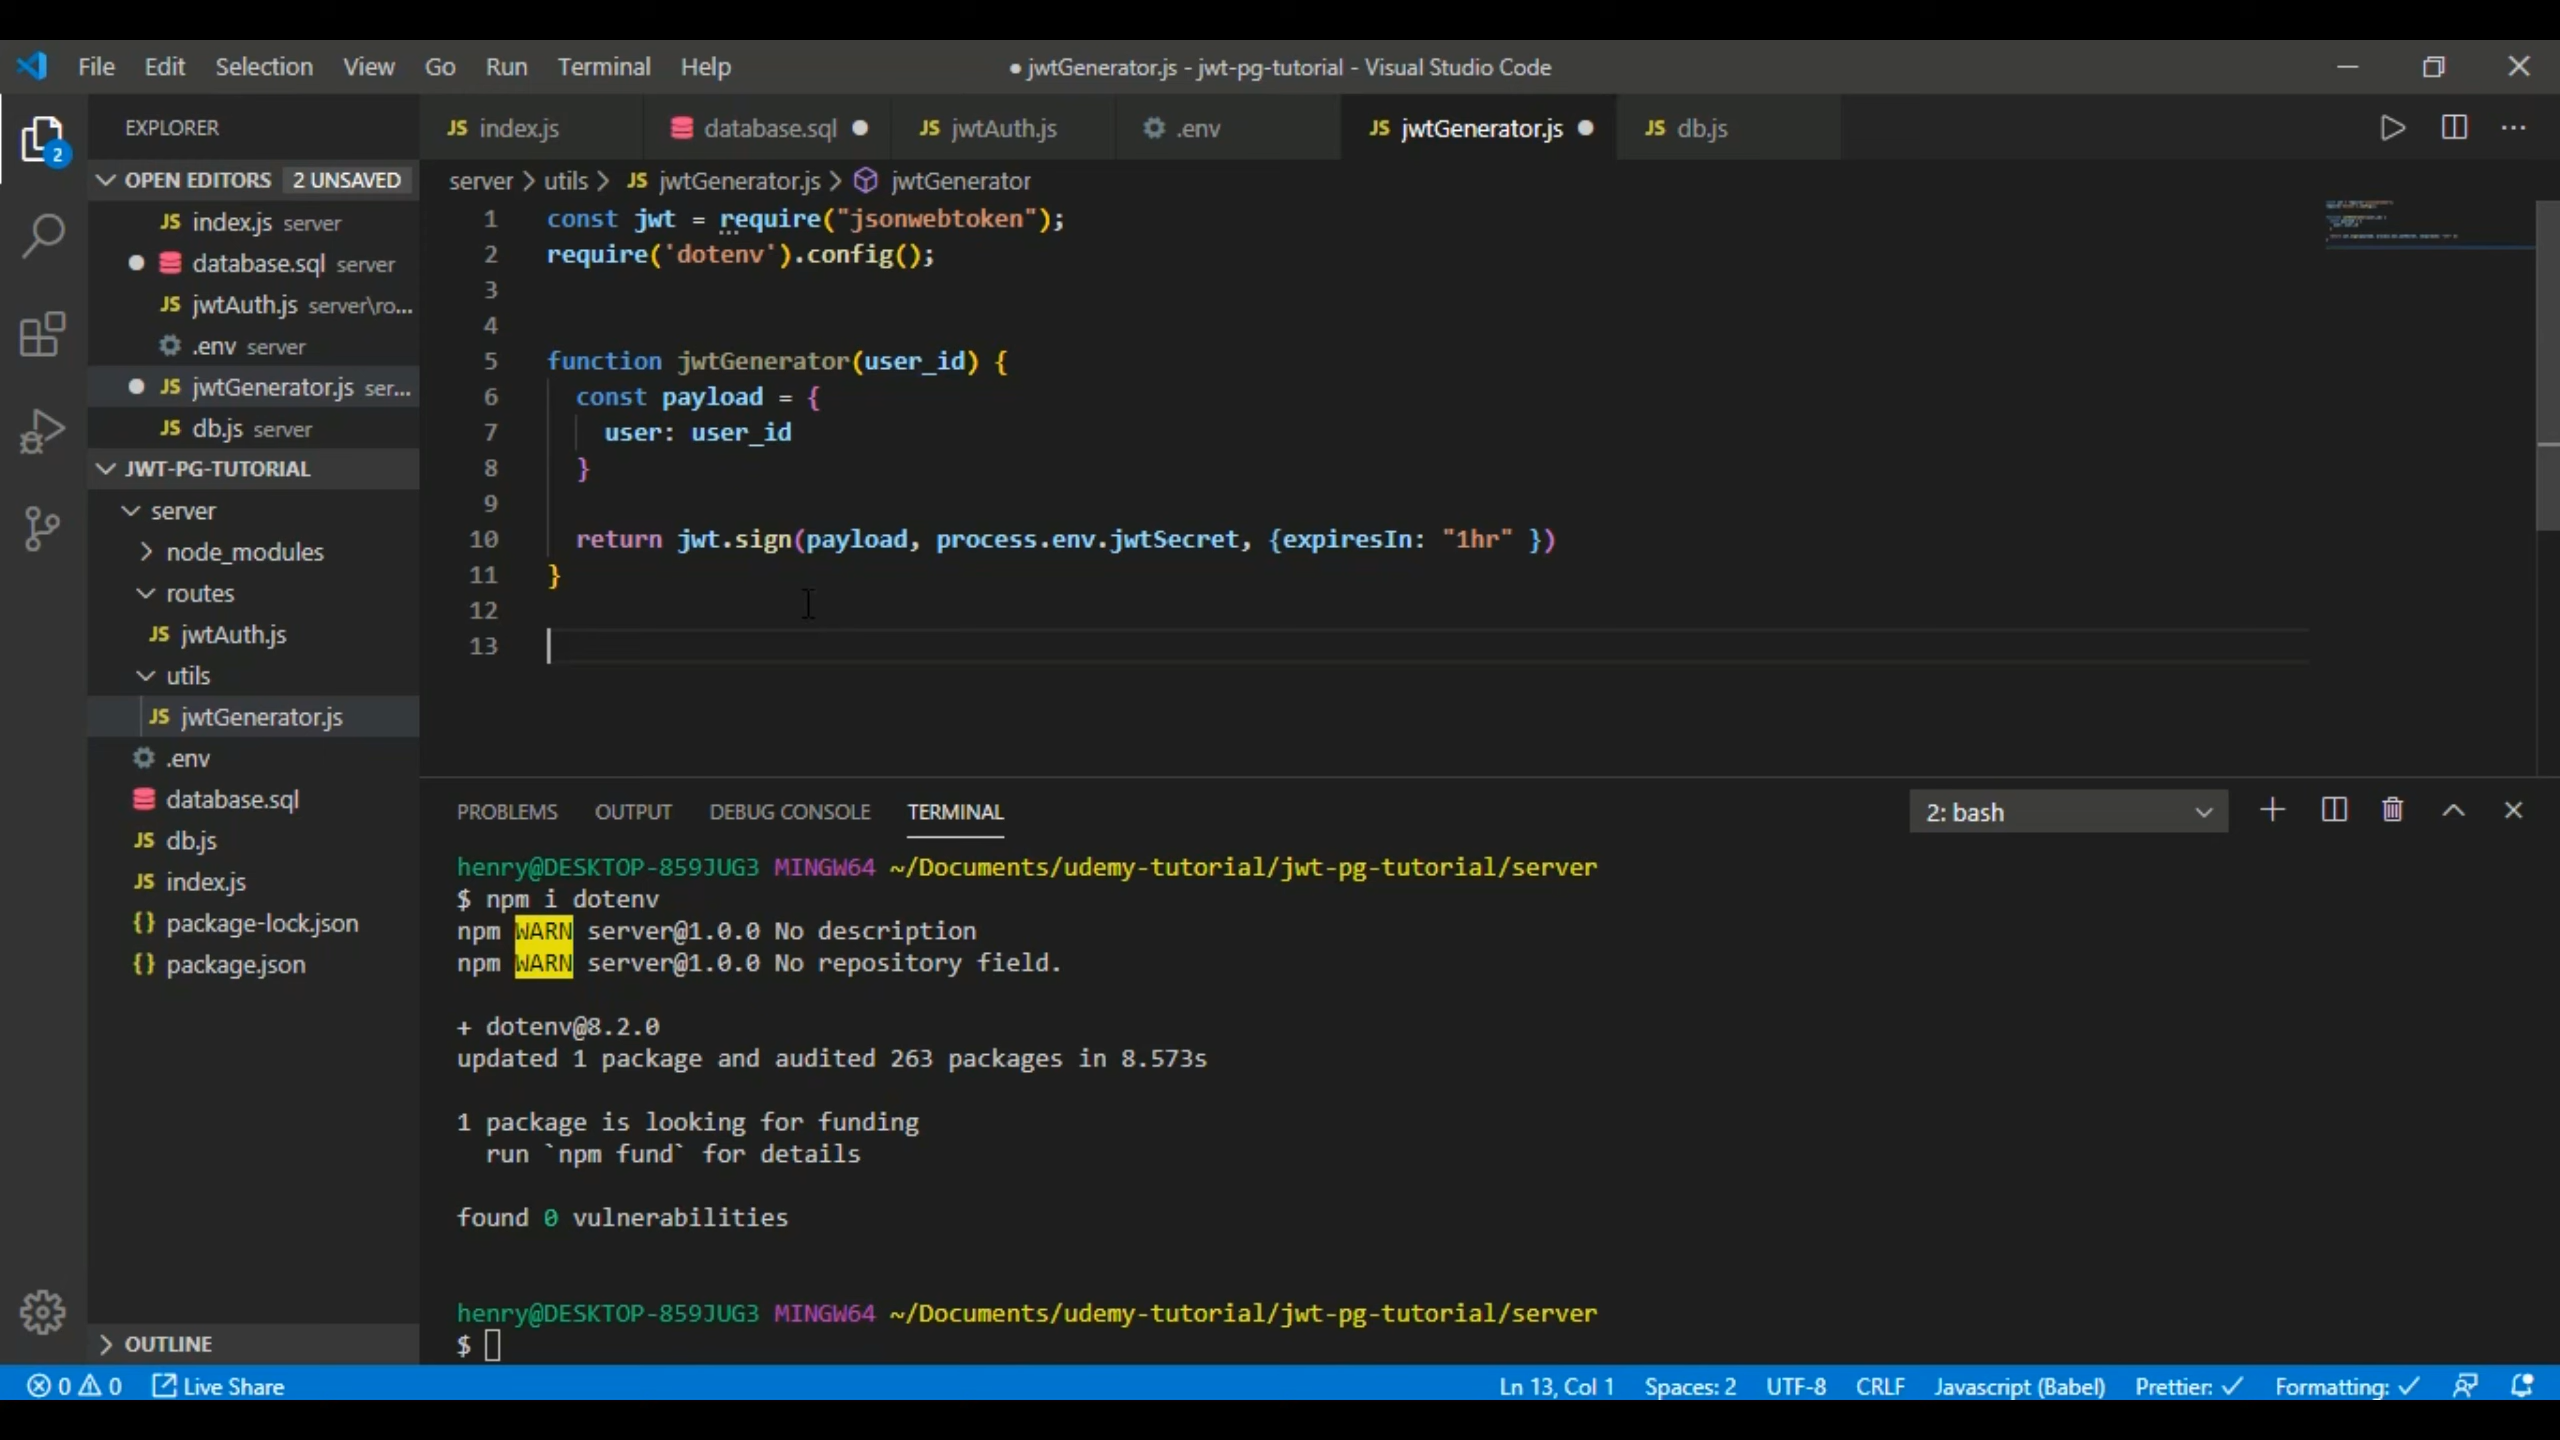 File Edit Selection View Go Run Terminal Help
● jwtGenerator.js - jwt-pg-tutorial - Visual Studio Code
EXPLORER
OPEN EDITORS 2 UNSAVED
JS index.js server
database.sql server
JS jwtAuth.js server\ro...
.env server
JS jwtGenerator.js ser...
JS db.js server
JWT-PG-TUTORIAL
server
node_modules
routes
JS jwtAuth.js
utils
JS jwtGenerator.js
.env
database.sql
JS db.js
JS index.js
{} package-lock.json
{} package.json
OUTLINE
2
JS index.js database.sql JS jwtAuth.js .env JS jwtGenerator.js JS db.js
server > utils > JS jwtGenerator.js > jwtGenerator
1 const jwt = require("jsonwebtoken");
2 require('dotenv').config();
3
4
5 function jwtGenerator(user_id) {
6 const payload = {
7 user: user_id
8 }
9
10 return jwt.sign(payload, process.env.jwtSecret, {expiresIn: "1hr" })
11 }
12
13
PROBLEMS OUTPUT DEBUG CONSOLE TERMINAL
2: bash
henry@DESKTOP-859JUG3 MINGW64 ~/Documents/udemy-tutorial/jwt-pg-tutorial/server
$ npm i dotenv
npm WARN server@1.0.0 No description
npm WARN server@1.0.0 No repository field.
+ dotenv@8.2.0
updated 1 package and audited 263 packages in 8.573s
1 package is looking for funding
run `npm fund` for details
found 0 vulnerabilities
henry@DESKTOP-859JUG3 MINGW64 ~/Documents/udemy-tutorial/jwt-pg-tutorial/server
$
0 0 Live Share
Ln 13, Col 1 Spaces: 2 UTF-8 CRLF Javascript (Babel) Prettier: ✓ Formatting: ✓